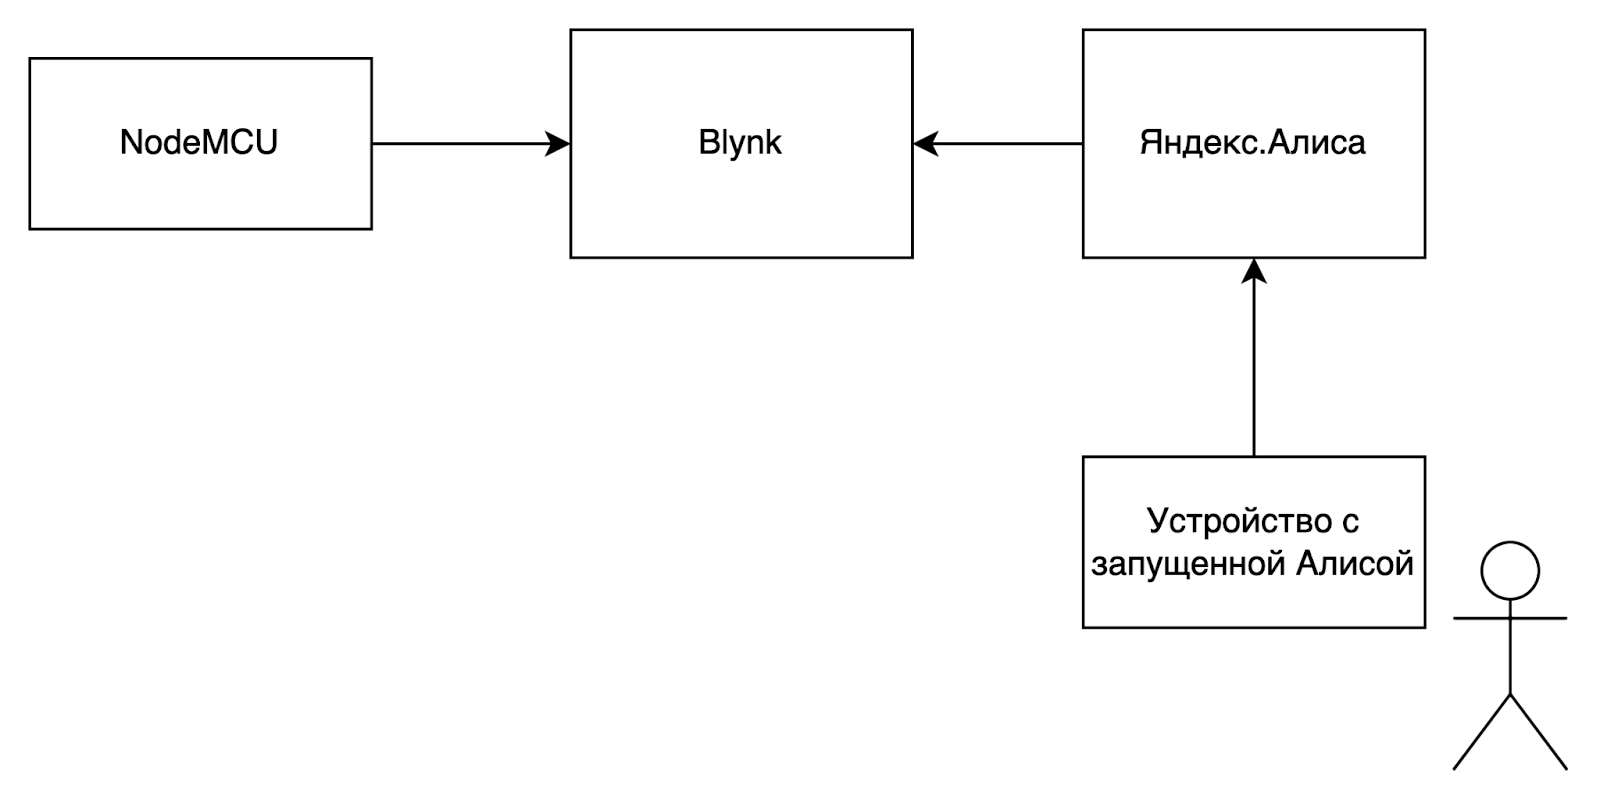 NodeMCU
Blynk
Яндекс.Алиса
Устройство с
запущенной Алисой